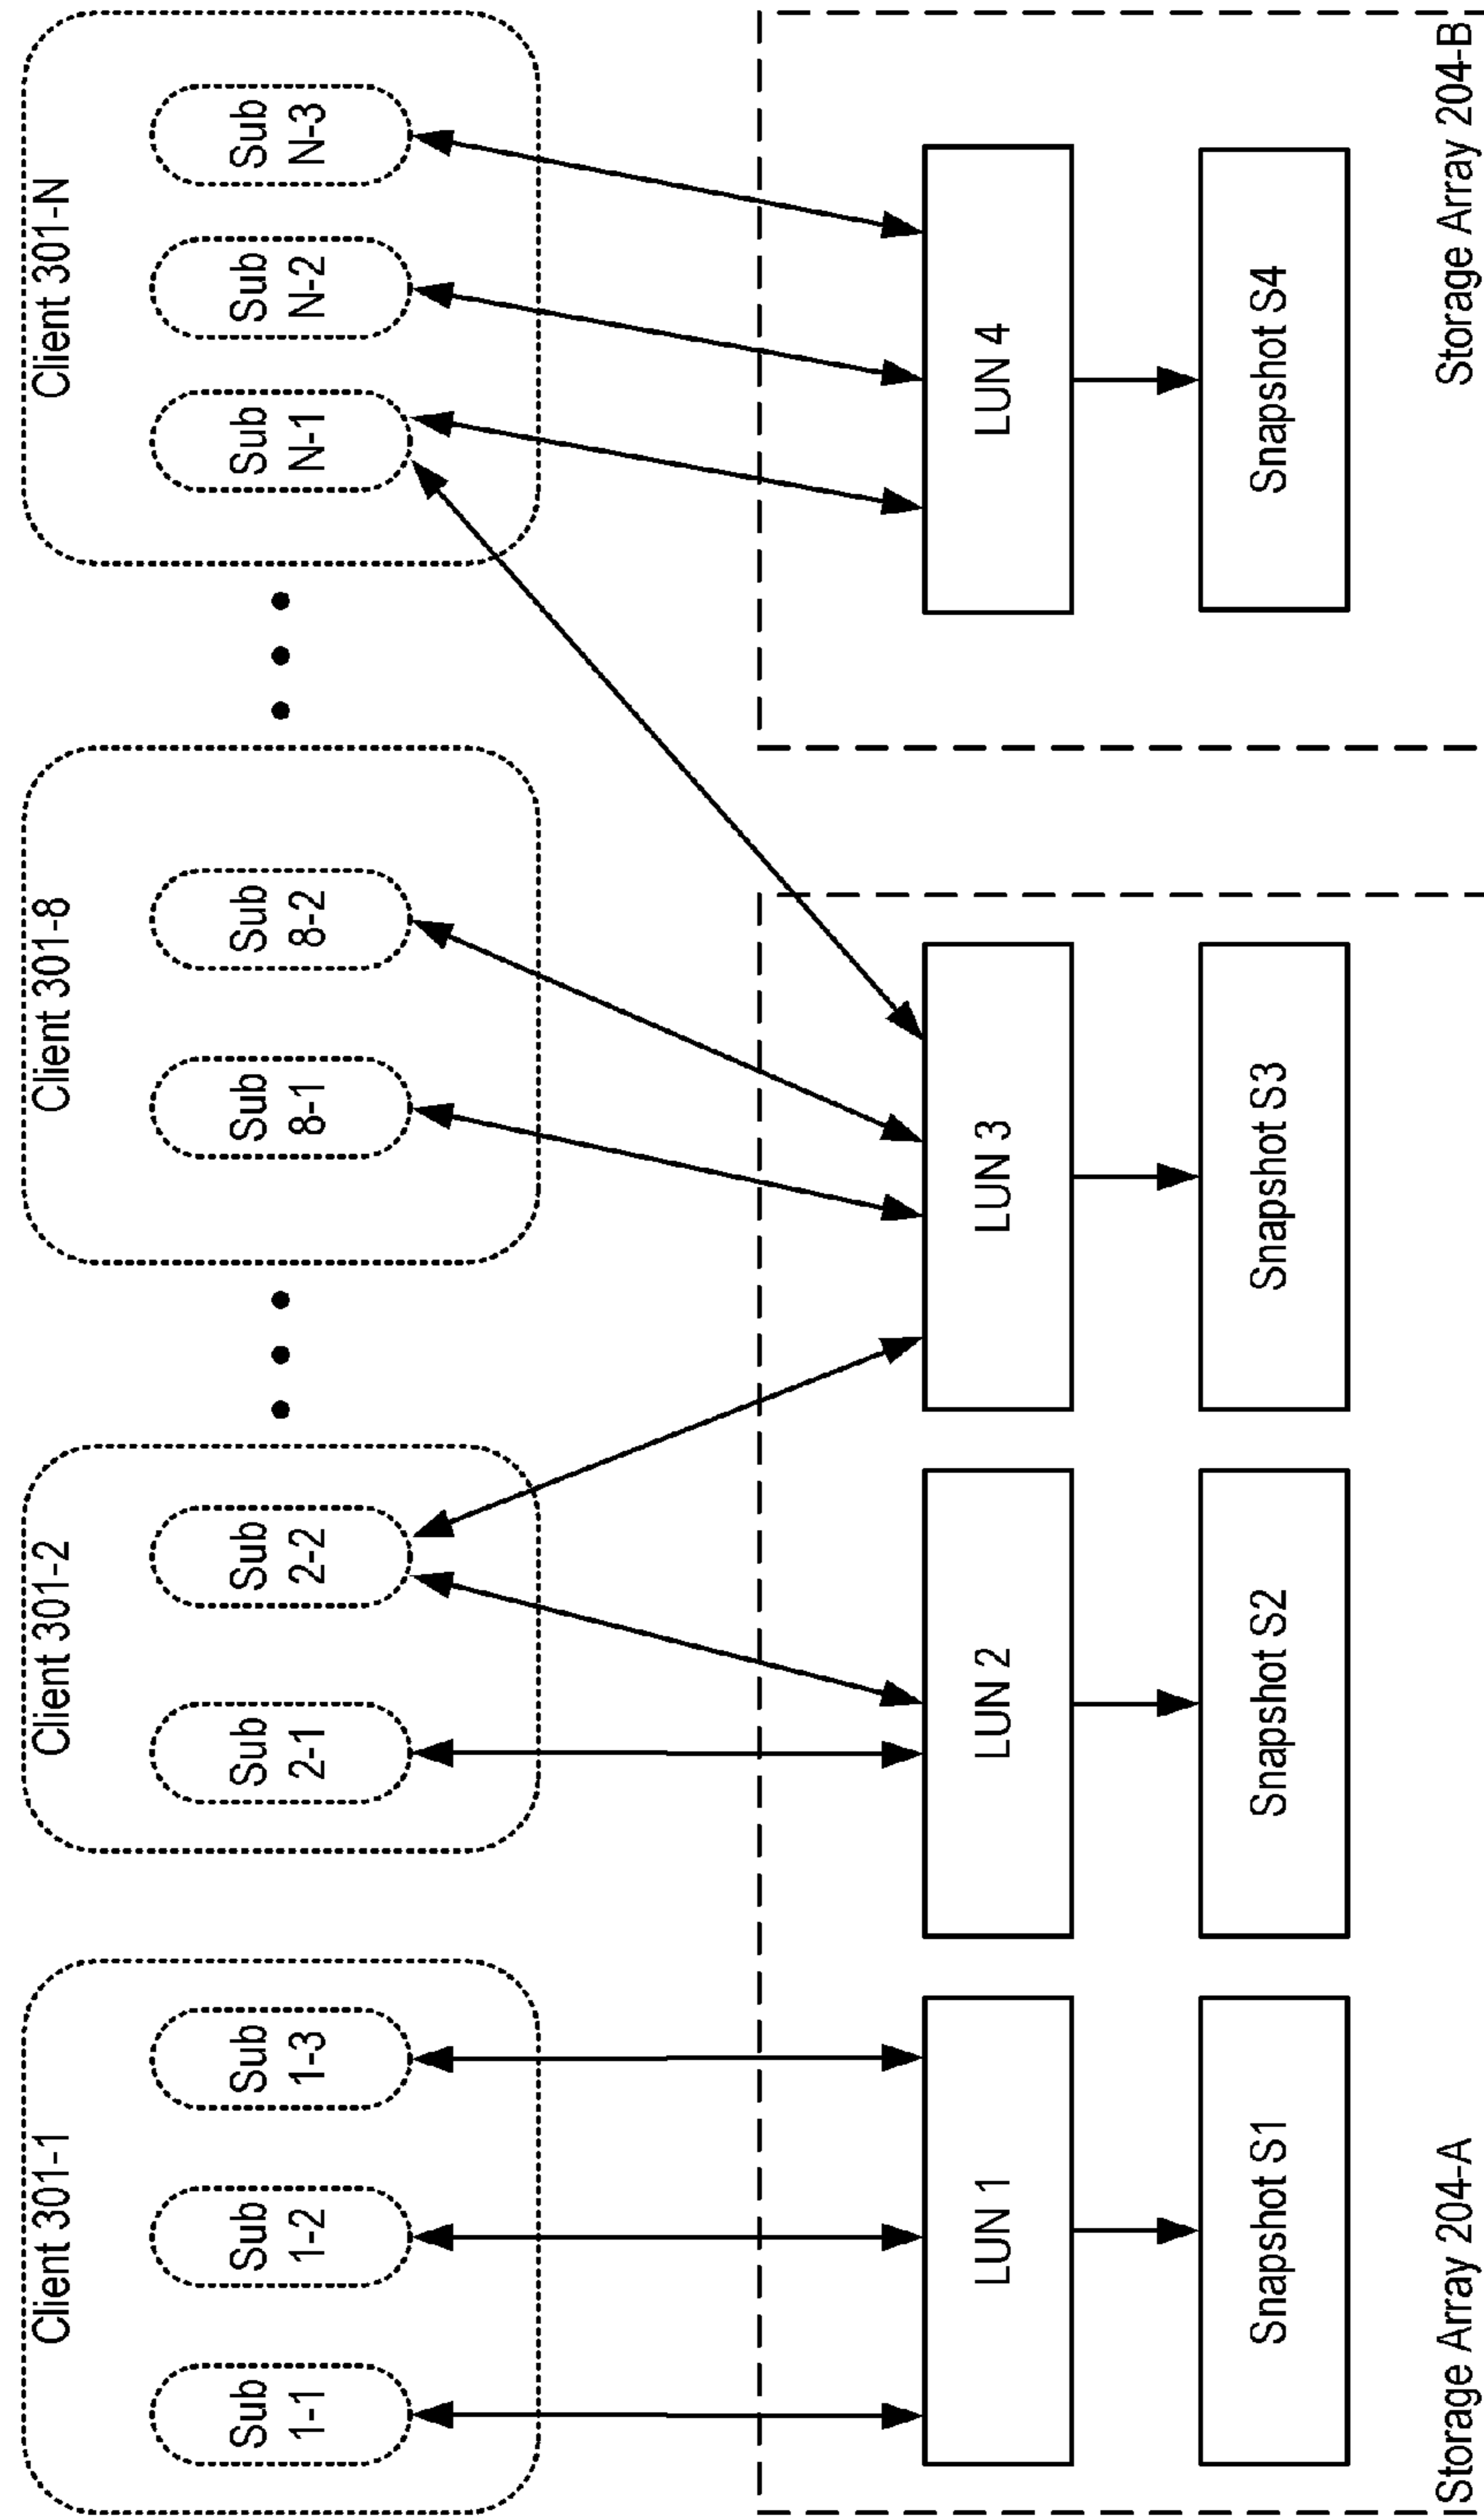 Client 301-1
Client 301-2
Client 301-8
Client 301-N
Sub
1-1
Sub
1-2
Sub
1-3
Sub
2-1
Sub
2-2
Sub
8-1
Sub
8-2
Sub
N-1
Sub
N-2
Sub
N-3
LUN 1
LUN 2
LUN 3
LUN 4
Snapshot S1
Snapshot S2
Snapshot S3
Snapshot S4
Storage Array 204-A
Storage Array 204-B